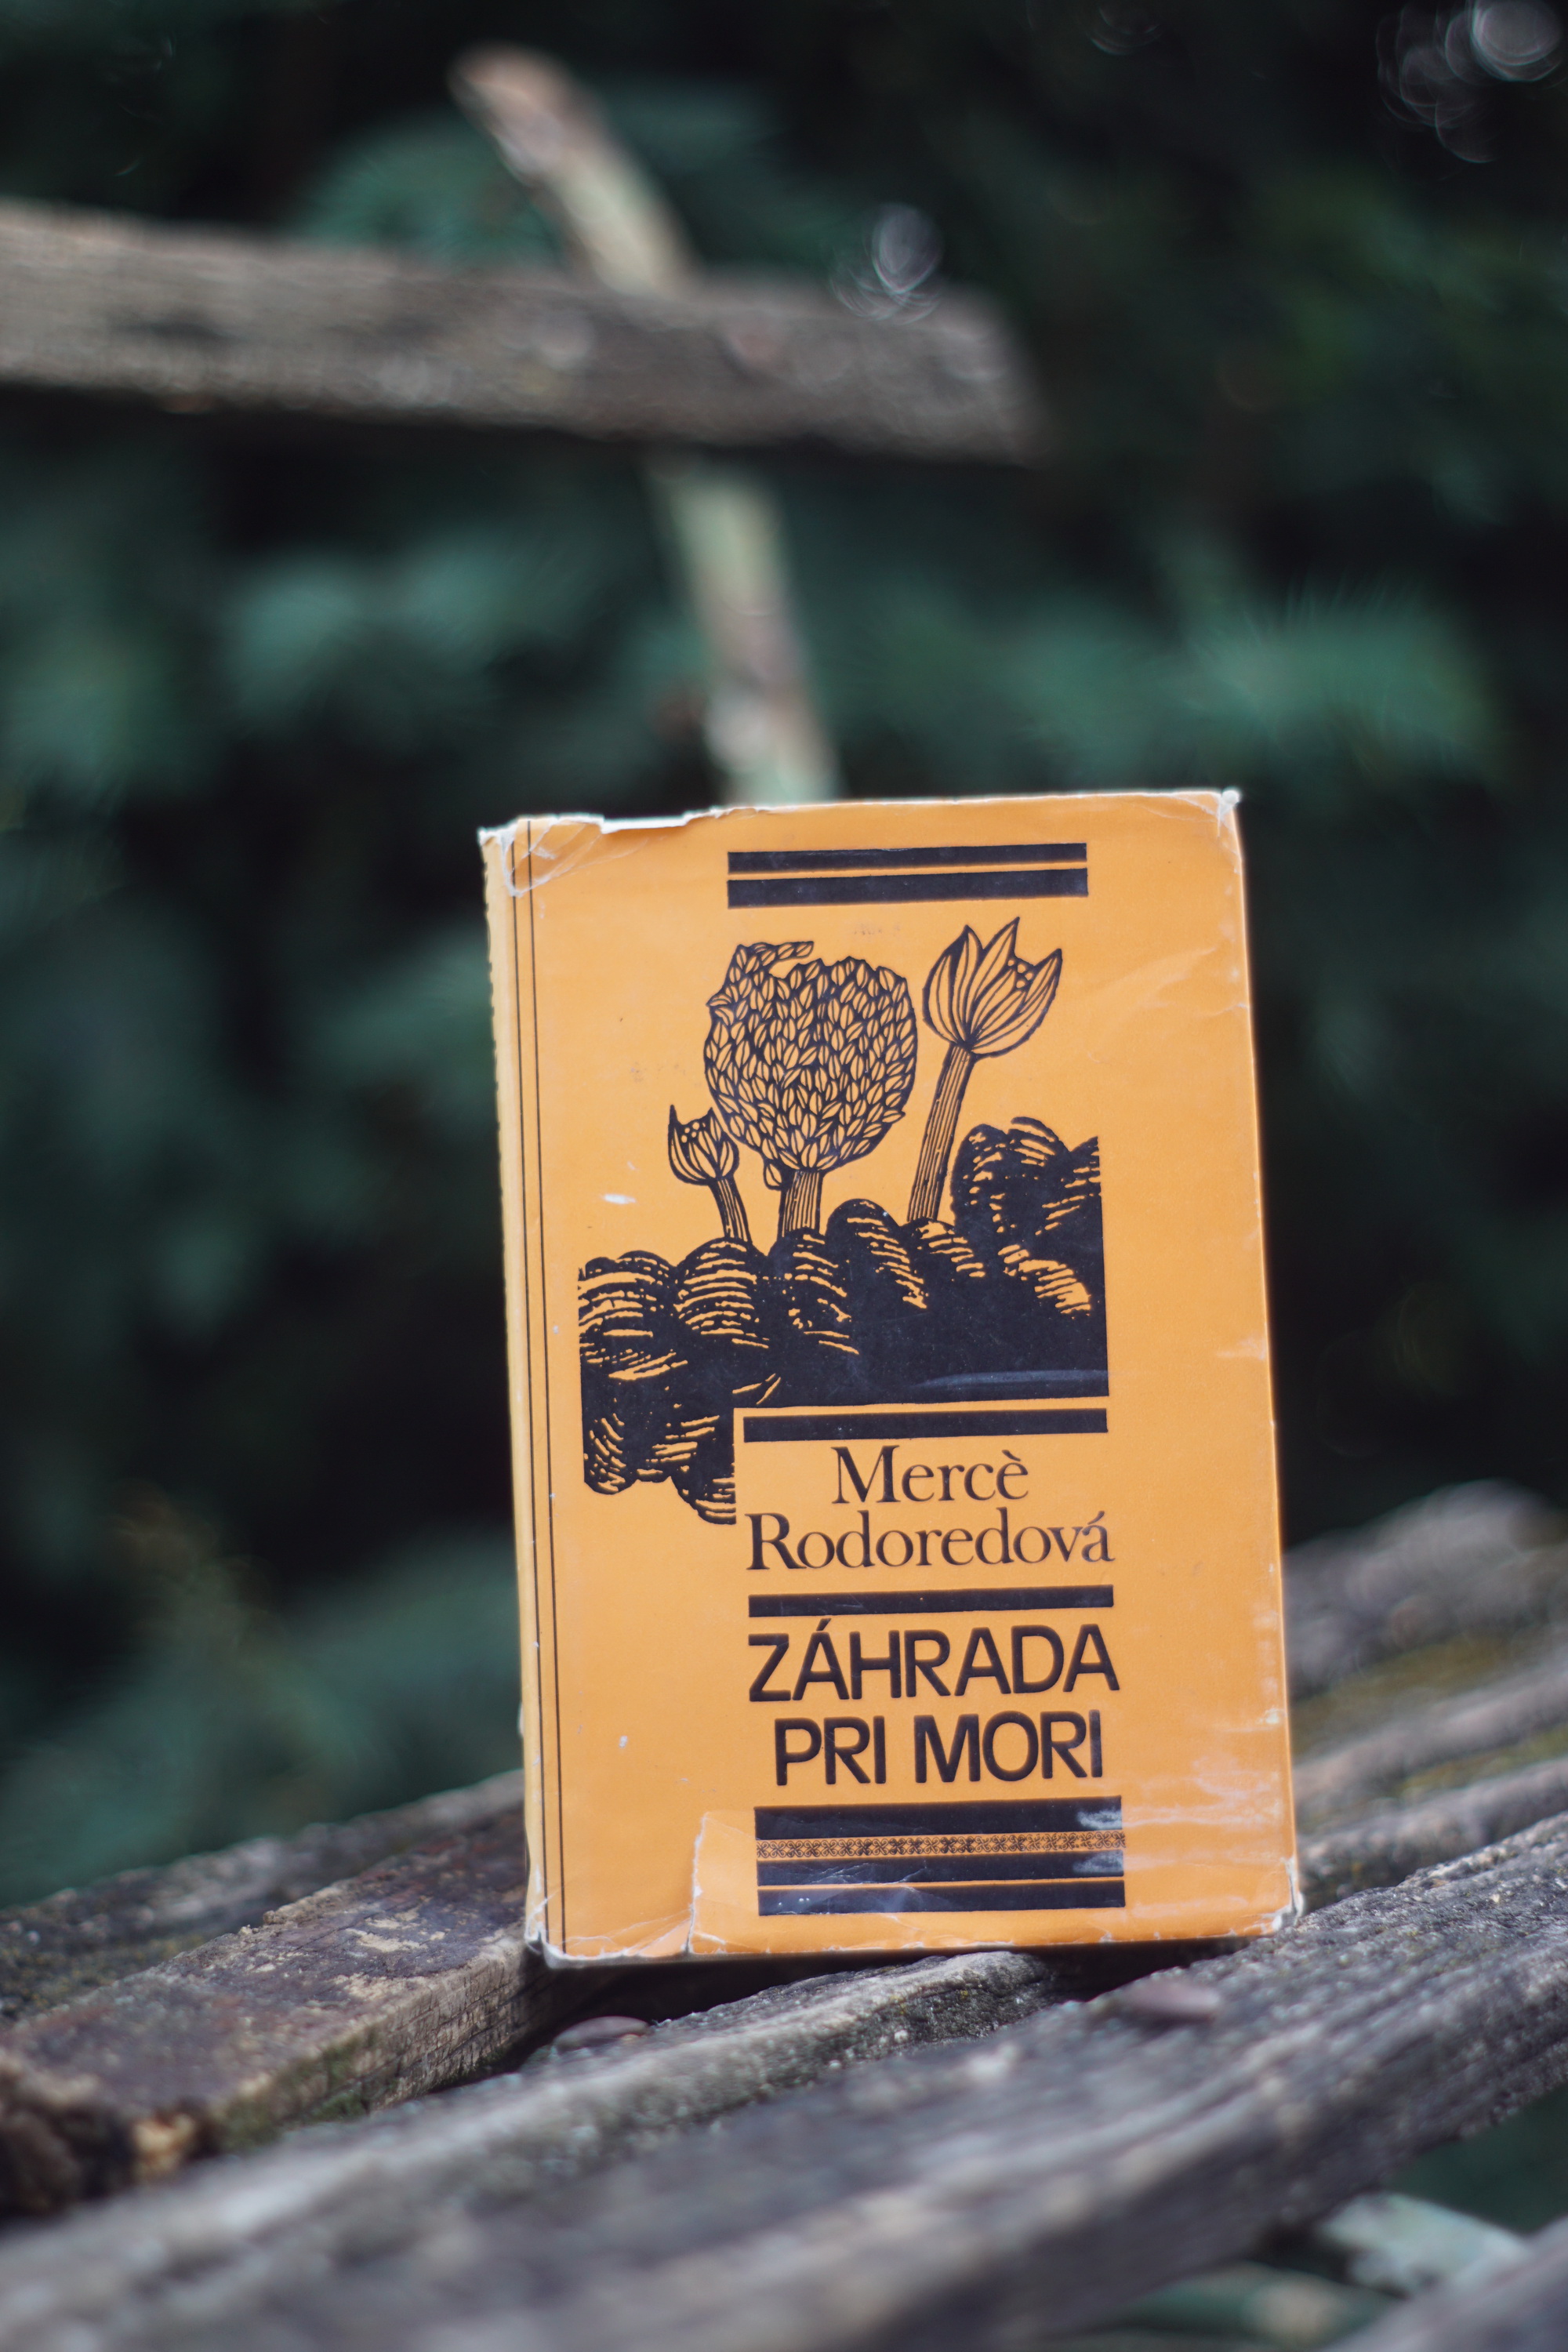 Mercè
Rodoredová
ZÁHRADA
PRI MORI